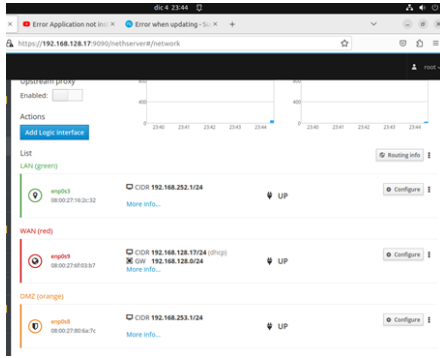 dic 4 23:44
Error Application not inc
Error when updating - Su
https://192.168.128.17:9090/nethserver#/network
root
Upstream proxy
Enabled:
Actions
Add Logic interface
800
400
0
23:40 23:41 23:42 23:43 23:44
400
0
23:40 23:41 23:42 23:43 23:44
List
Routing info
LAN (green)
enp0s3
08:00:27:16:2c:32
CIDR 192.168.252.1/24
More info...
UP
Configure
WAN (red)
enp0s9
08:00:27:6f:03:b7
CIDR 192.168.128.17/24 (dhcp)
GW 192.168.128.0/24
More info...
UP
Configure
DMZ (orange)
enp0s8
08:00:27:80:6a:7c
CIDR 192.168.253.1/24
More info...
UP
Configure